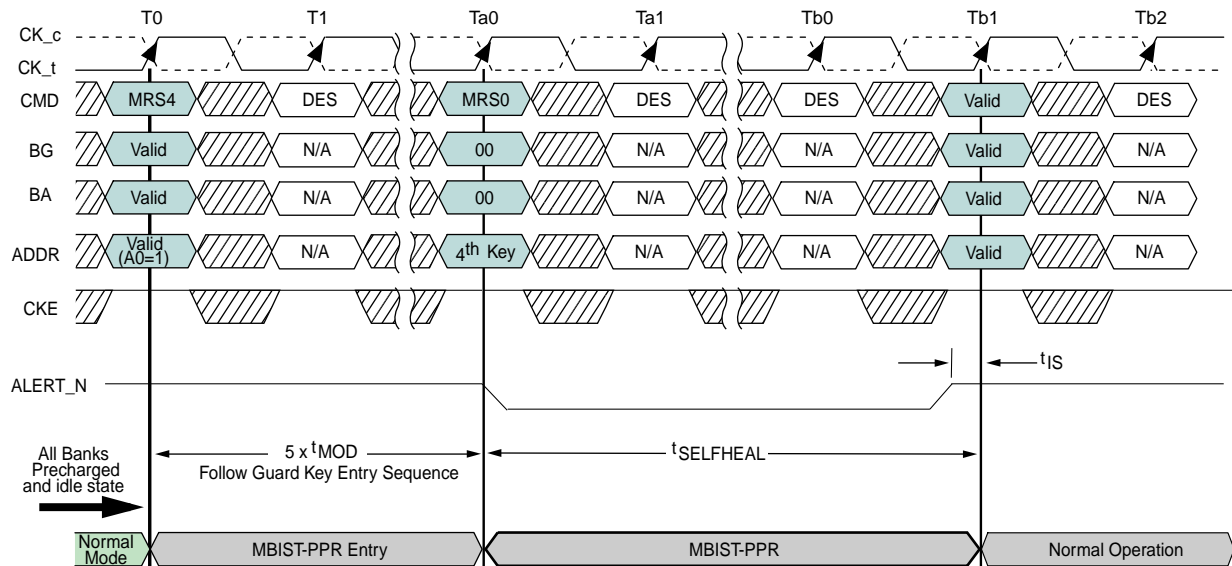 T0 T1 Ta0 Ta1 Tb0 Tb1 Tb2
CK_c
CK_t
CMD MRS4 DES MRS0 DES DES Valid DES
BG Valid N/A 00 N/A N/A Valid N/A
BA Valid N/A 00 N/A N/A Valid N/A
ADDR Valid (A0=1) N/A 4th Key N/A N/A Valid N/A
CKE
tIS
ALERT_N
All Banks
Precharged
and idle state
5 x tMOD
Follow Guard Key Entry Sequence
tSELFHEAL
Normal Mode MBIST-PPR Entry MBIST-PPR Normal Operation